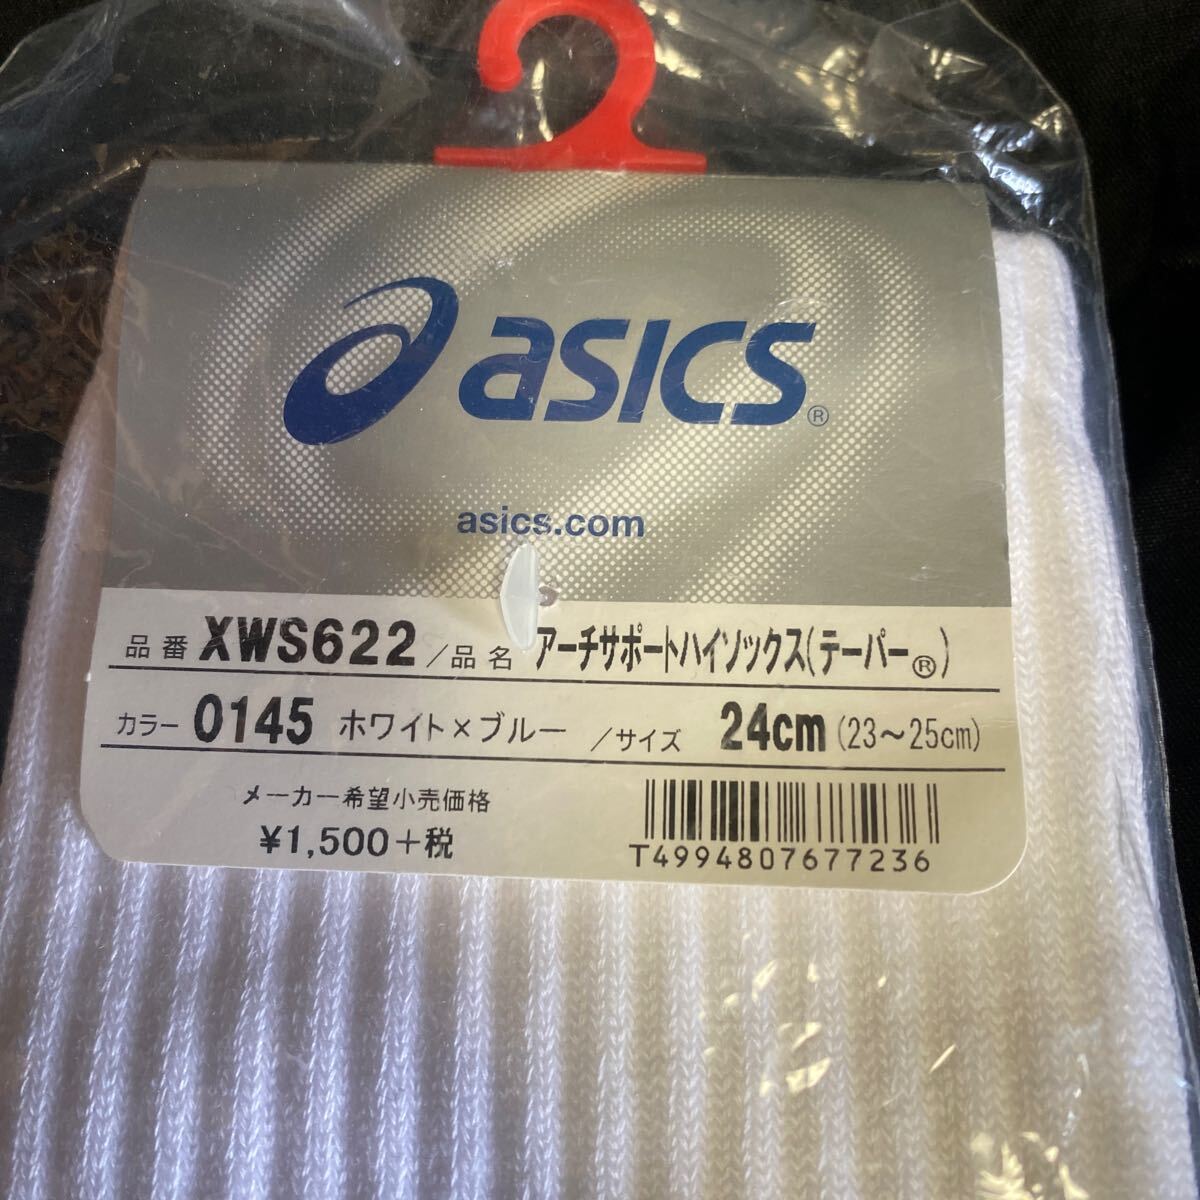 asics®
asics.com
品番 XWS622 / 品名 アーチサポートハイソックス(テーパー®)
カラー 0145 ホワイト×ブルー / サイズ 24cm (23～25cm)
メーカー希望小売価格
¥1,500+税
T4994807677236